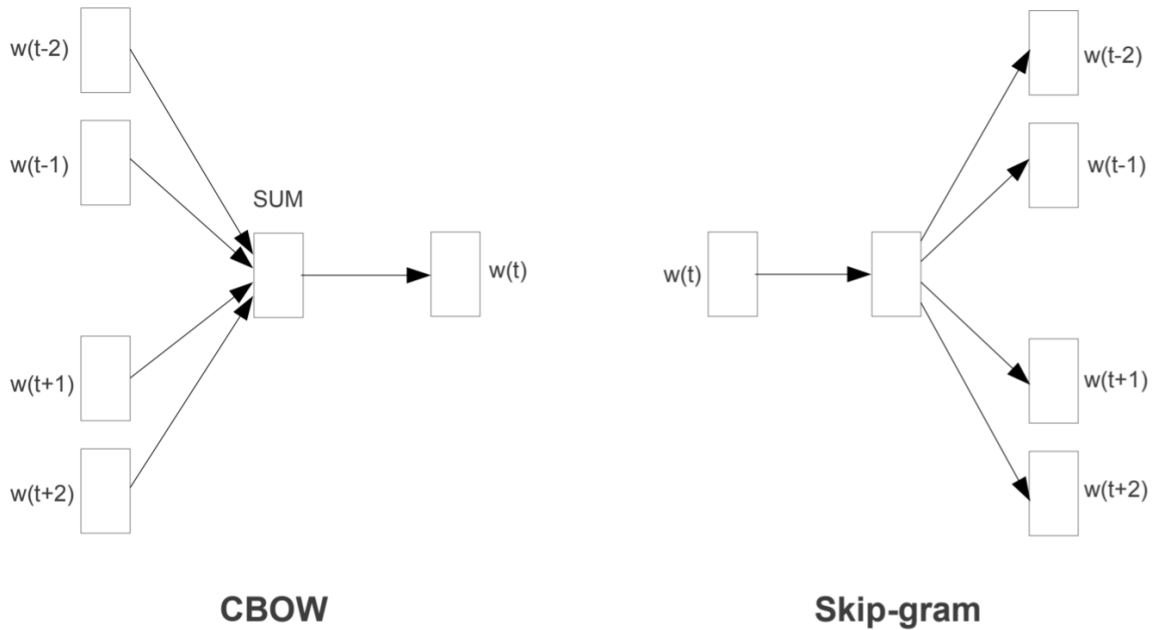 w(t-2)
w(t-1)
SUM
w(t)
w(t+1)
w(t+2)
CBOW
w(t-2)
w(t-1)
w(t)
w(t+1)
w(t+2)
Skip-gram